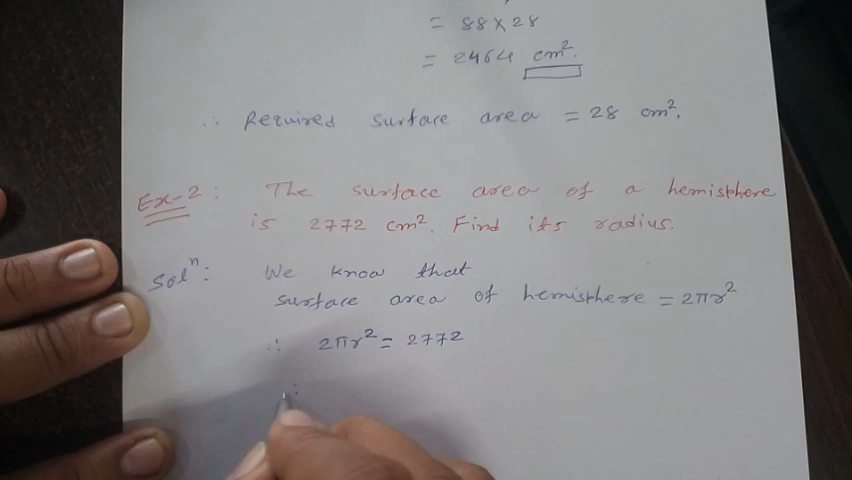 = 88 × 28
= 2464 cm².
∴ Required surface area = 28 cm².
Ex-2: The surface area of a hemisphere
is 2772 cm². Find its radius.
Solⁿ: We know that
surface area of hemisphere = 2πr²
∴ 2πr² = 2772
∴